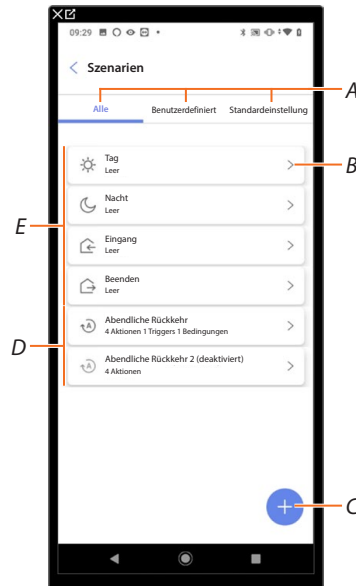 09:29
Szenarien
A
Alle Benutzerdefiniert Standardeinstellung
Tag
Leer
B
Nacht
Leer
E
Eingang
Leer
Beenden
Leer
Abendliche Rückkehr
4 Aktionen 1 Triggers 1 Bedingungen
D
Abendliche Rückkehr 2 (deaktiviert)
4 Aktionen
C